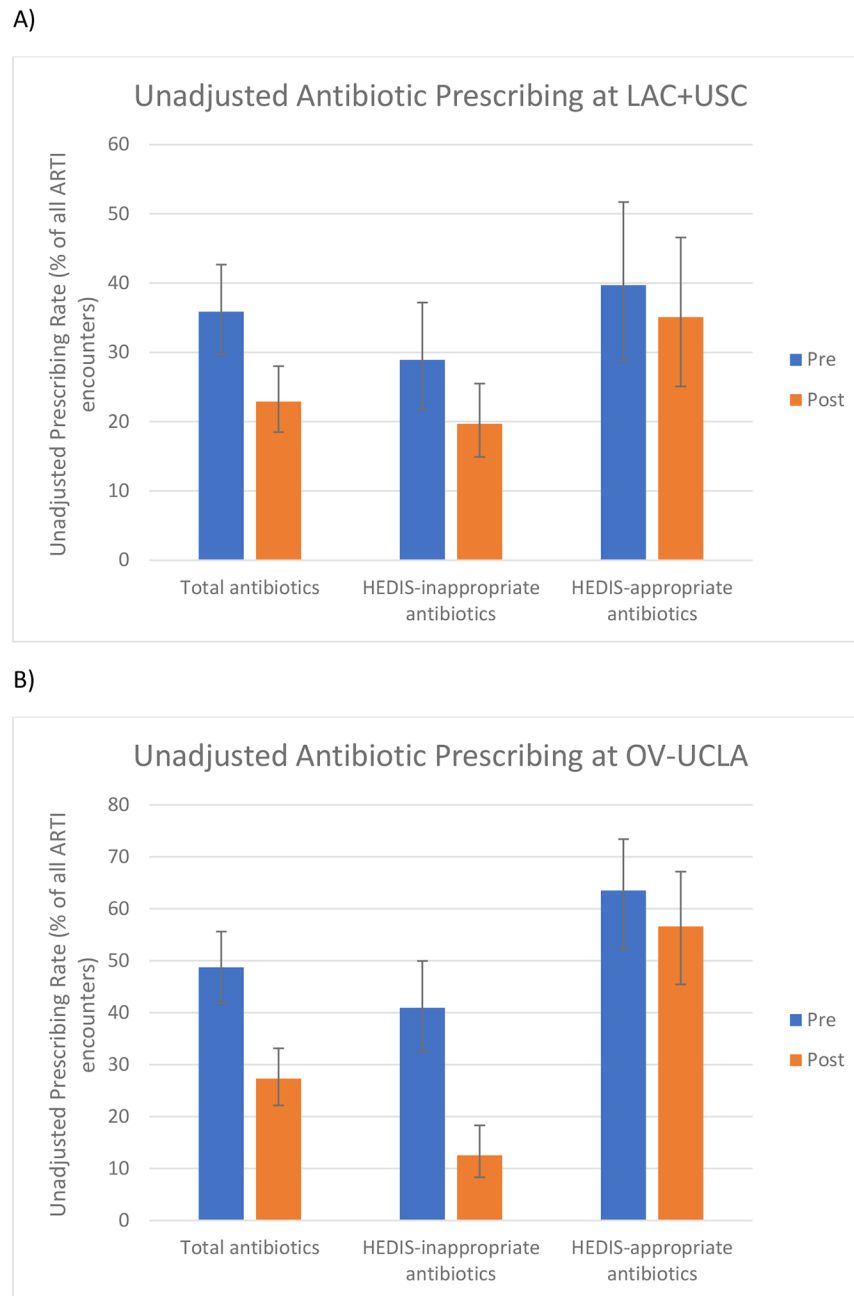 A)
Unadjusted Antibiotic Prescribing at LAC+USC
Unadjusted Prescribing Rate (% of all ARTI
encounters)
60
50
40
30
20
10
0
Total antibiotics
HEDIS-inappropriate
antibiotics
HEDIS-appropriate
antibiotics
Pre
Post
B)
Unadjusted Antibiotic Prescribing at OV-UCLA
Unadjusted Prescribing Rate (% of all ARTI
encounters)
80
70
60
50
40
30
20
10
0
Total antibiotics
HEDIS-inappropriate
antibiotics
HEDIS-appropriate
antibiotics
Pre
Post